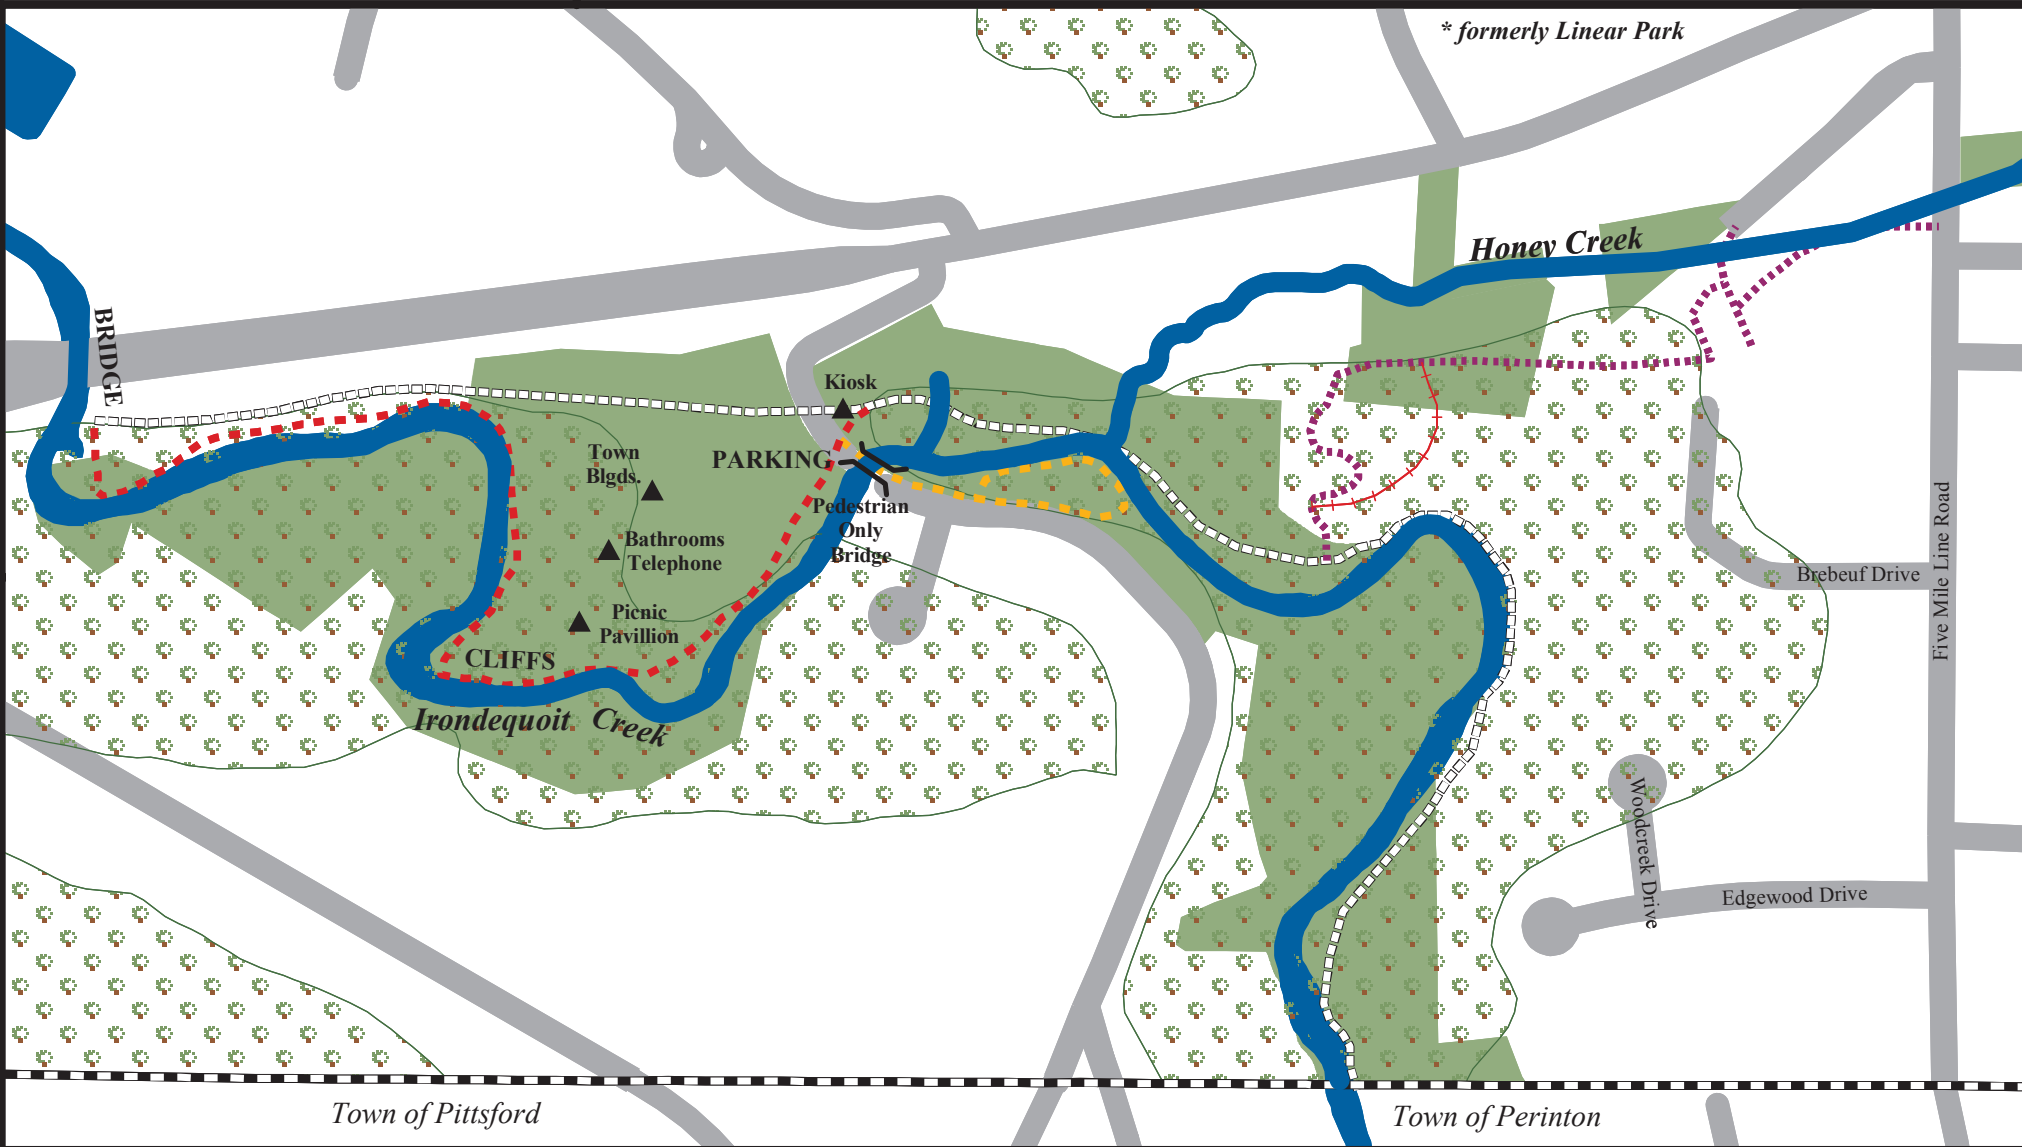 * formerly Linear Park
Honey Creek
BRIDGE
Kiosk
Town
Blgds.
PARKING
Pedestrian
Only
Bridge
Bathrooms
Telephone
Picnic
Pavillion
CLIFFS
Irondequoit Creek
Five Mile Line Road
Brebeuf Drive
Woodcreek Drive
Edgewood Drive
Town of Pittsford
Town of Perinton